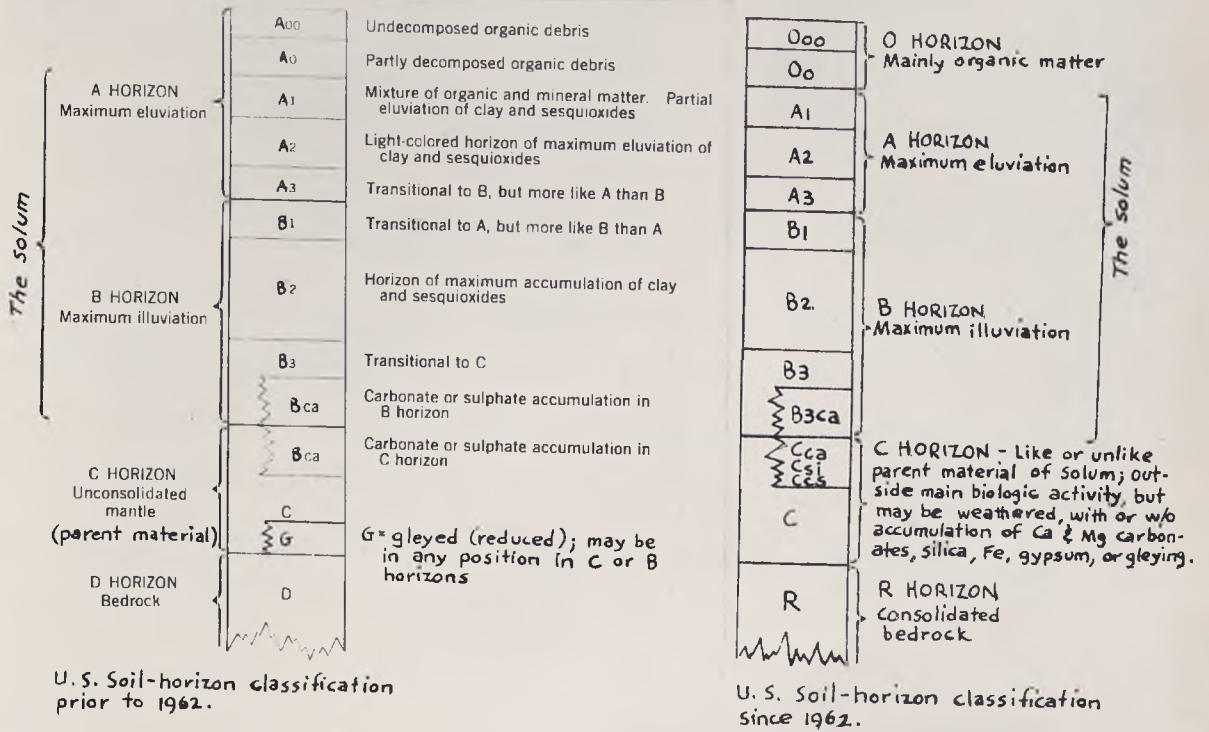 The Solum
A HORIZON
Maximum eluviation
B HORIZON
Maximum illuviation
C HORIZON
Unconsolidated
mantle
(parent material)
D HORIZON
Bedrock
A00
A0
A1
A2
A3
B1
B2
B3
Bca
Bca
C
G
D
Undecomposed organic debris
Partly decomposed organic debris
Mixture of organic and mineral matter. Partial
eluviation of clay and sesquioxides
Light-colored horizon of maximum eluviation of
clay and sesquioxides
Transitional to B, but more like A than B
Transitional to A, but more like B than A
Horizon of maximum accumulation of clay
and sesquioxides
Transitional to C
Carbonate or sulphate accumulation in
B horizon
Carbonate or sulphate accumulation in
C horizon
G= gleyed (reduced); may be
in any position in C or B
horizons
U. S. Soil-horizon classification
prior to 1962.
Ooo
Oo
A1
A2
A3
B1
B2.
B3
B3ca
Cca
Csi
Ccs
C
R
O HORIZON
Mainly organic matter
A HORIZON
Maximum eluviation
B HORIZON
Maximum illuviation
The Solum
C HORIZON - Like or unlike
parent material of Solum; out-
side main biologic activity, but
may be weathered, with or w/o
accumulation of Ca & Mg carbon-
ates, silica, Fe, gypsum, or gleying.
R HORIZON
Consolidated
bedrock
U. S. Soil-horizon classification
Since 1962.